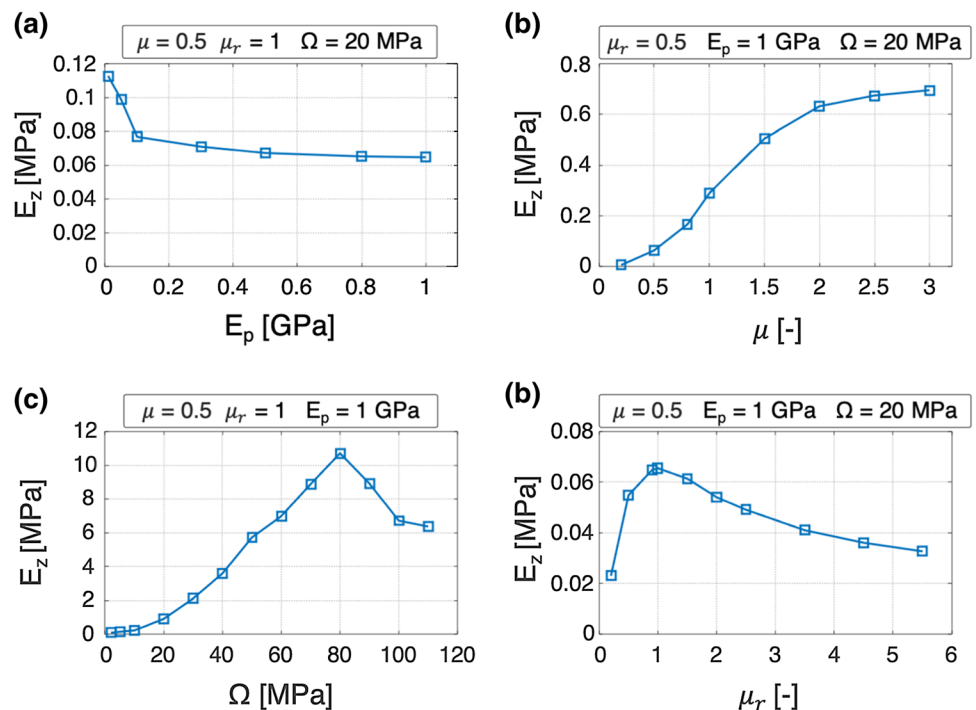 (a)
μ = 0.5 μr = 1 Ω = 20 MPa
0.12
0.1
0.08
0.06
0.04
0.02
0
Ez [MPa]
0 0.2 0.4 0.6 0.8 1
Ep [GPa]
(b)
μr = 0.5 Ep = 1 GPa Ω = 20 MPa
0.8
0.6
0.4
0.2
0
Ez [MPa]
0 0.5 1 1.5 2 2.5 3
μ [-]
(c)
μ = 0.5 μr = 1 Ep = 1 GPa
12
10
8
6
4
2
0
Ez [MPa]
0 20 40 60 80 100 120
Ω [MPa]
(b)
μ = 0.5 Ep = 1 GPa Ω = 20 MPa
0.08
0.06
0.04
0.02
0
Ez [MPa]
0 1 2 3 4 5 6
μr [-]